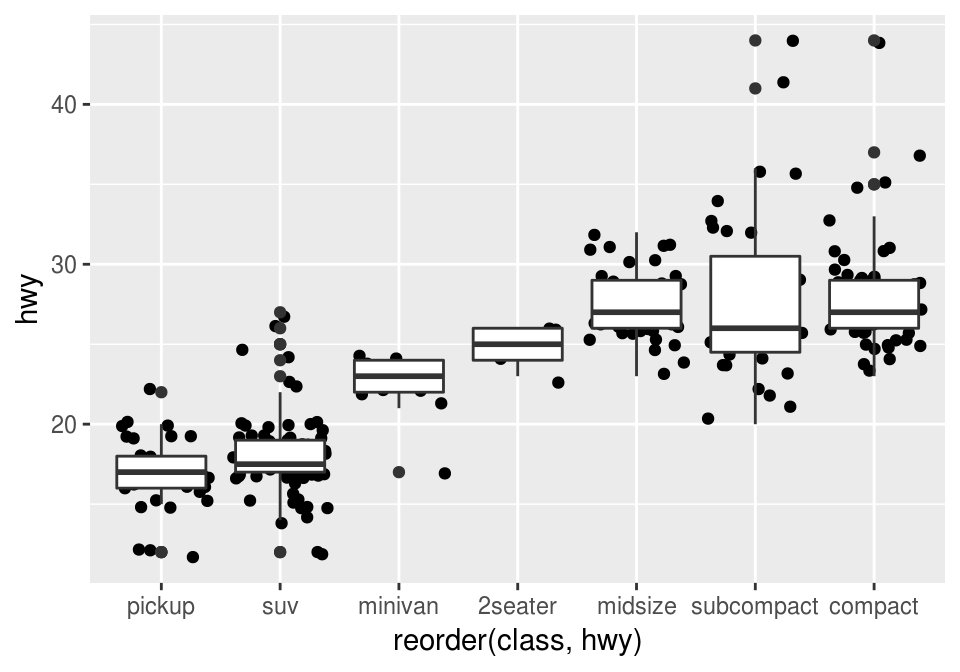 hwy
40
30
20
pickup suv minivan 2seater midsize subcompact compact
reorder(class, hwy)